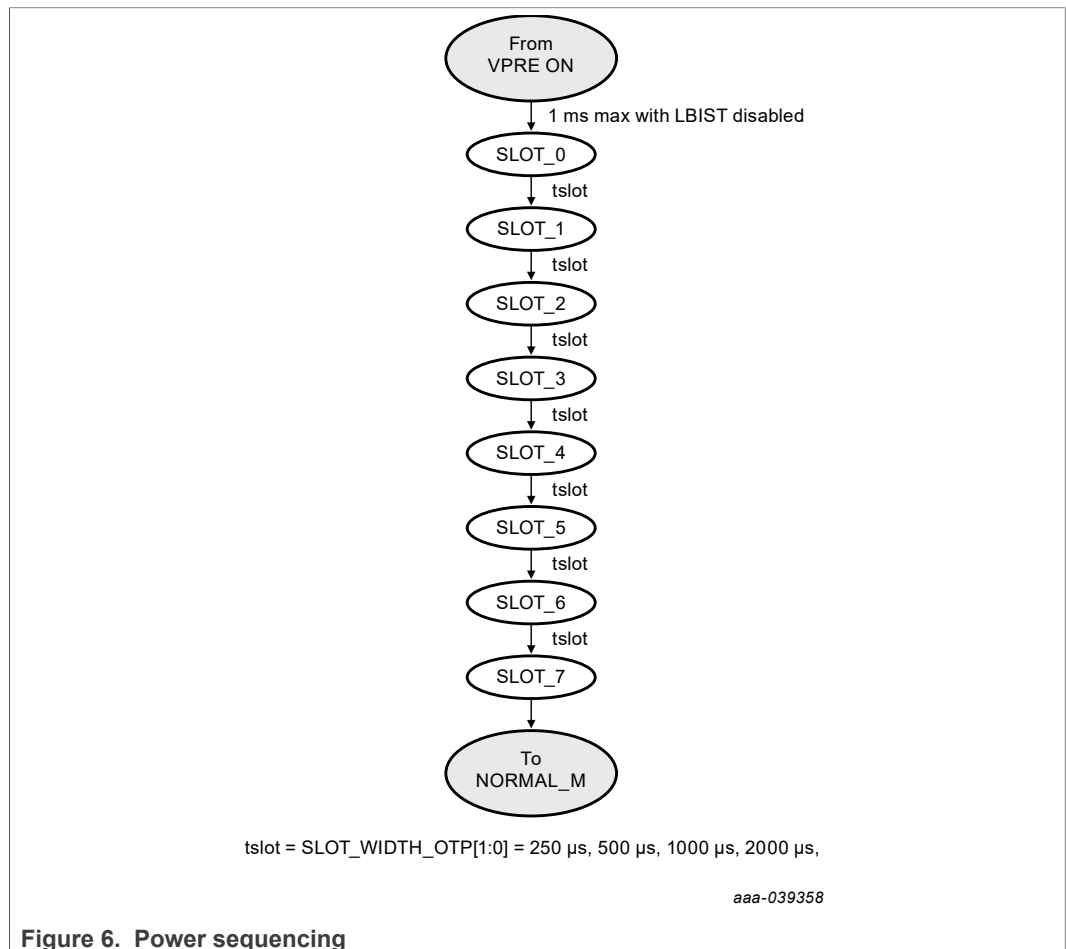 From
VPRE ON
1 ms max with LBIST disabled
SLOT_0
tslot
SLOT_1
tslot
SLOT_2
tslot
SLOT_3
tslot
SLOT_4
tslot
SLOT_5
tslot
SLOT_6
tslot
SLOT_7
To
NORMAL_M
tslot = SLOT_WIDTH_OTP[1:0] = 250 µs, 500 µs, 1000 µs, 2000 µs,
aaa-039358
Figure 6. Power sequencing